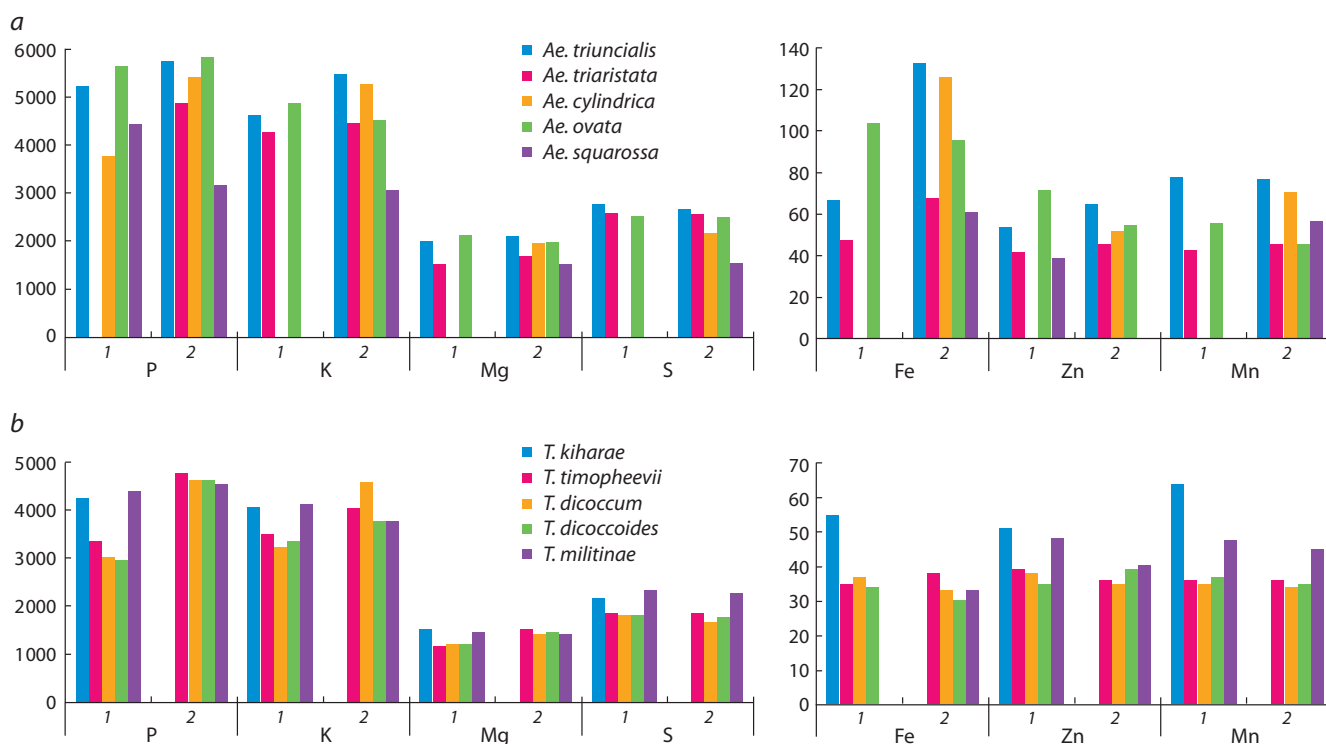 a
6000
5000
4000
3000
2000
1000
0
Ae. triuncialis
Ae. triaristata
Ae. cylindrica
Ae. ovata
Ae. squarossa
1 2 1 2 1 2 1 2
P K Mg S
140
120
100
80
60
40
20
0
1 2 1 2 1 2
Fe Zn Mn
b
5000
4000
3000
2000
1000
0
T. kiharae
T. timopheevii
T. dicoccum
T. dicoccoides
T. militinae
1 2 1 2 1 2 1 2
P K Mg S
70
60
50
40
30
20
10
0
1 2 1 2 1 2
Fe Zn Mn